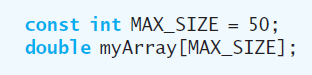 const int MAX_SIZE = 50;
double myArray[MAX_SIZE];